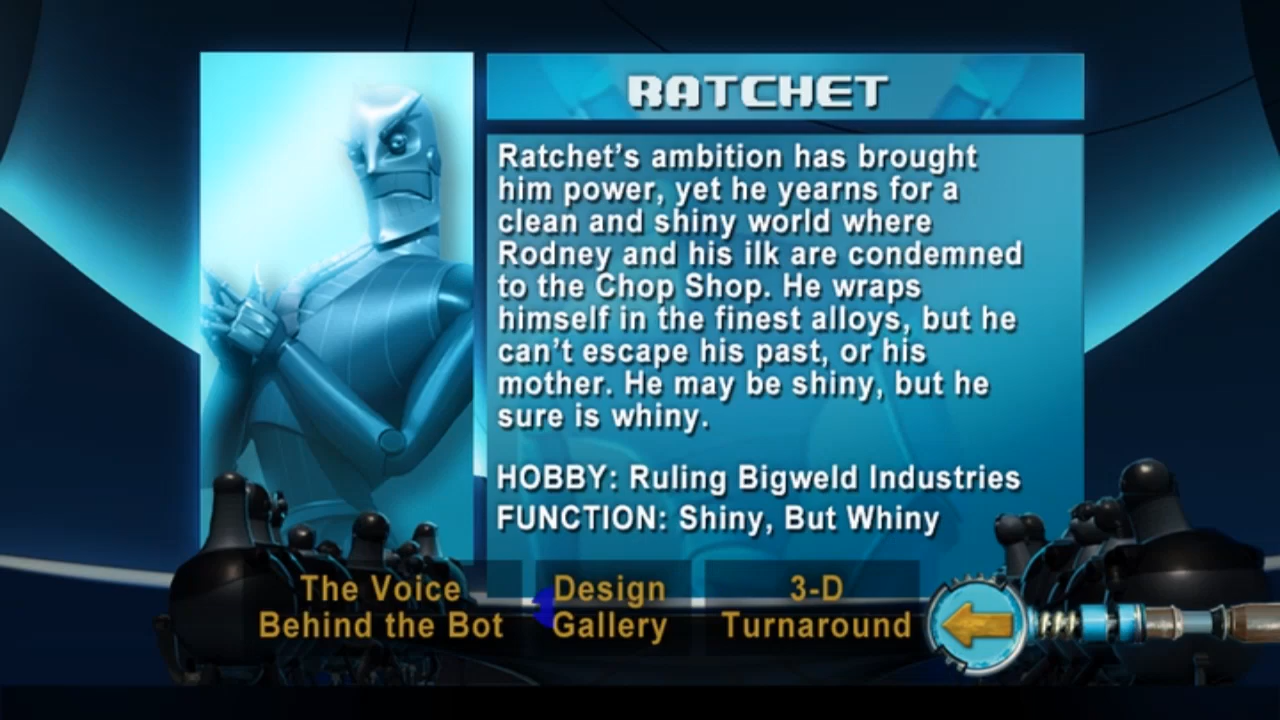 RATCHET
Ratchet’s ambition has brought
him power, yet he yearns for a
clean and shiny world where
Rodney and his ilk are condemned
to the Chop Shop. He wraps
himself in the finest alloys, but he
can’t escape his past, or his
mother. He may be shiny, but he
sure is whiny.
HOBBY: Ruling Bigweld Industries
FUNCTION: Shiny, But Whiny
The Voice
Behind the Bot
Design
Gallery
3-D
Turnaround